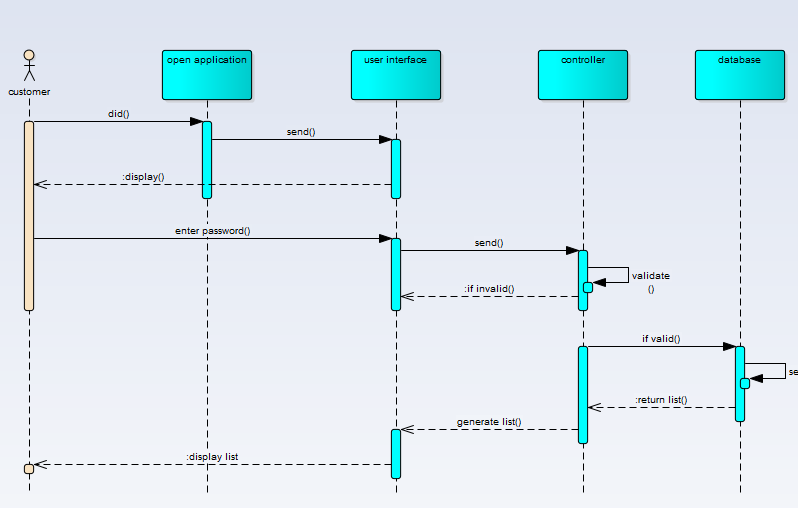 open application
user interface
controller
database
customer
did()
send()
:display()
enter password()
send()
validate
()
:if invalid()
if valid()
se
:return list()
generate list()
:display list